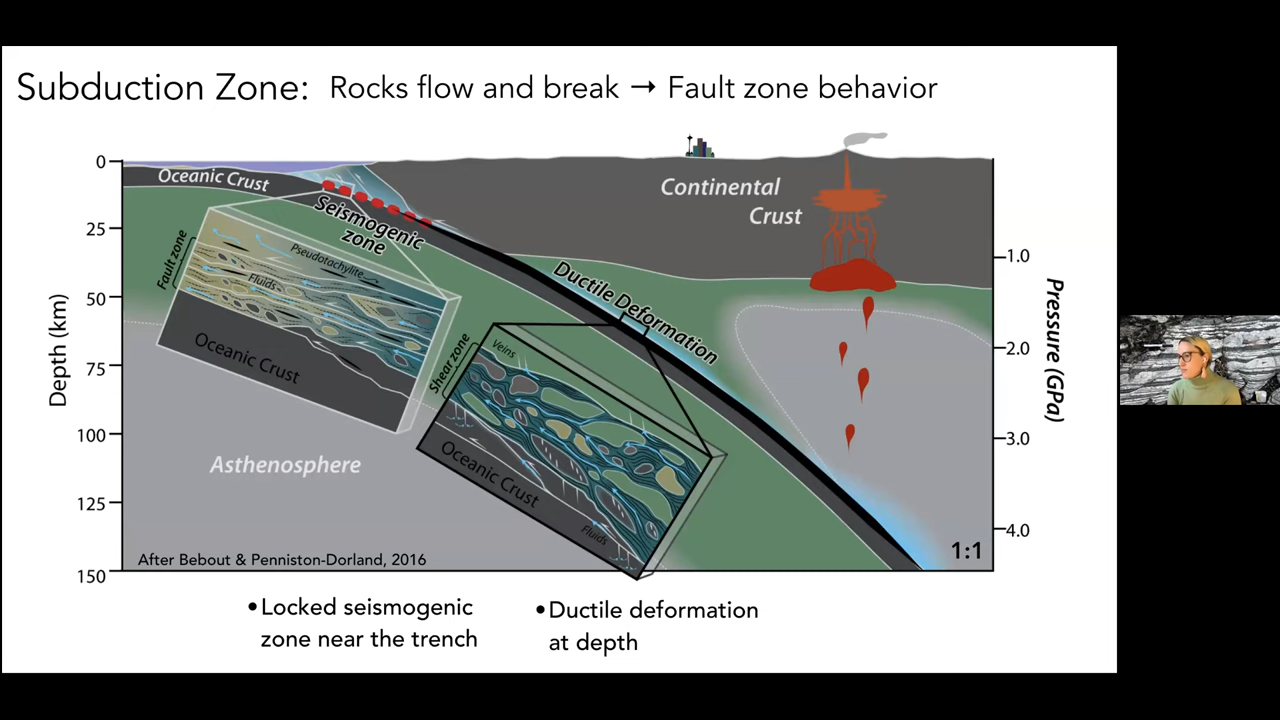 Subduction Zone: Rocks flow and break → Fault zone behavior
0
25
50
75
100
125
150
Depth (km)
Oceanic Crust
Seismogenic
zone
Continental
Crust
Ductile Deformation
Fault zone
Pseudotachylite
Fluids
Oceanic Crust
Shear zone
Veins
Oceanic Crust
Fluids
Asthenosphere
1.0
2.0
3.0
4.0
Pressure (GPa)
1:1
After Bebout & Penniston-Dorland, 2016
•Locked seismogenic
zone near the trench
•Ductile deformation
at depth